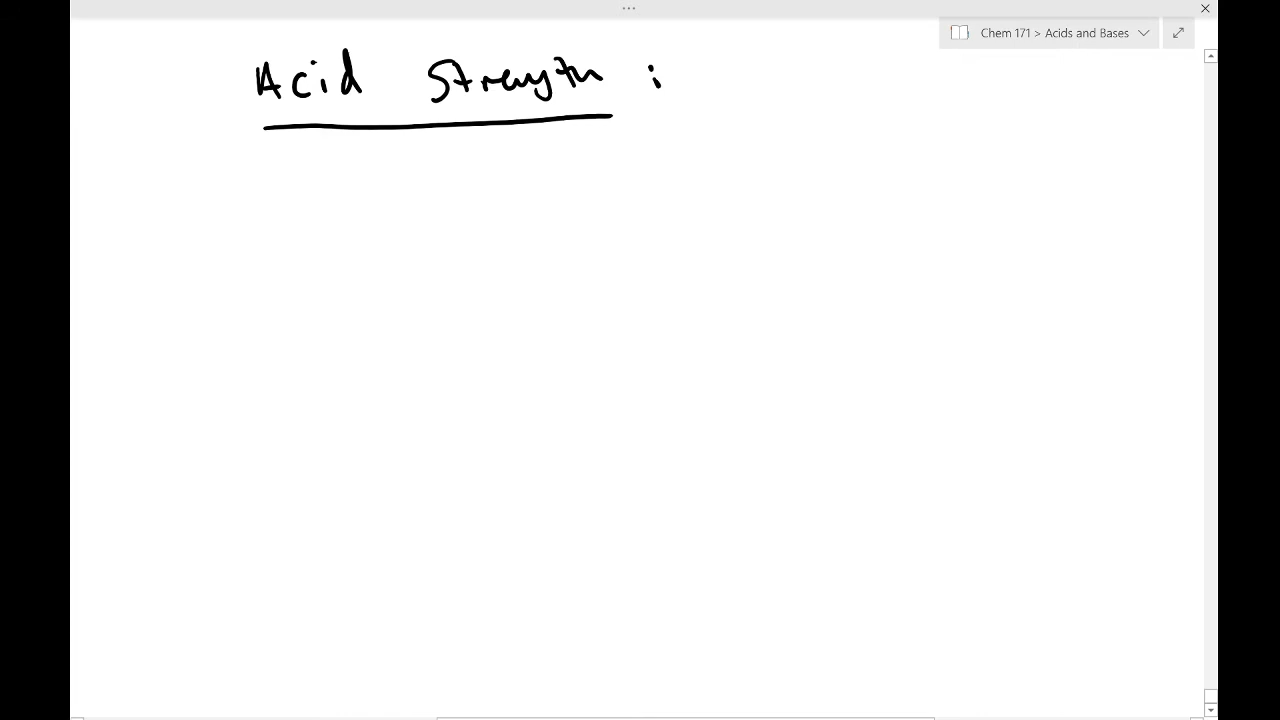 Chem 171 > Acids and Bases
Acid Strength :